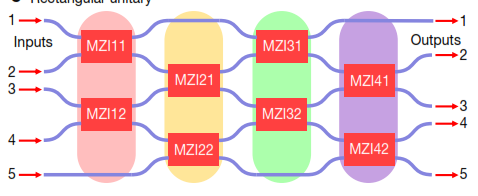 Rectangular unitary
1 MZI11 MZI31 1
Inputs Outputs
2 MZI21 MZI41 2
3 3
MZI12 MZI32
4 MZI22 MZI42 4
5 5